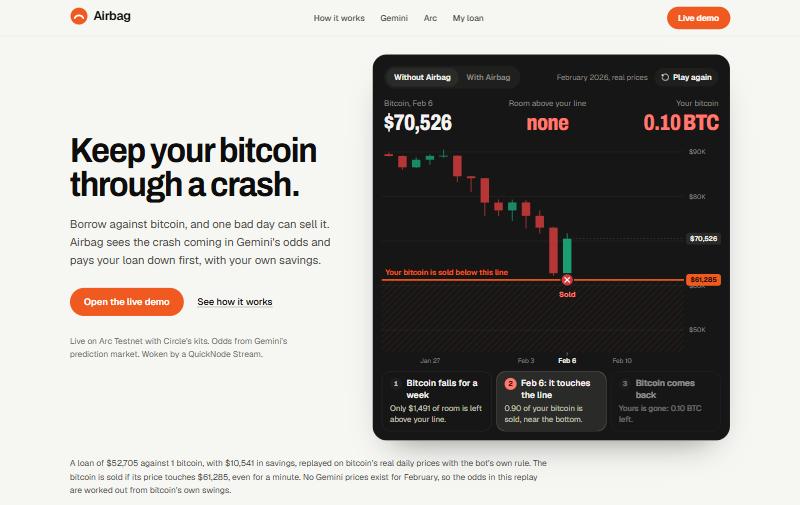 Airbag
How it works
Gemini
Arc
My loan
Live demo
Keep your bitcoin
through a crash.
Borrow against bitcoin, and one bad day can sell it.
Airbag sees the crash coming in Gemini's odds and
pays your loan down first, with your own savings.
Open the live demo
See how it works
Live on Arc Testnet with Circle's kits. Odds from Gemini's
prediction market. Woken by a QuickNode Stream.
Without Airbag
With Airbag
February 2026, real prices
Play again
Bitcoin, Feb 6
Room above your line
Your bitcoin
$70,526
none
0.10 BTC
$90K
$80K
$70,526
Your bitcoin is sold below this line
$61,285
Sold
$50K
Jan 27
Feb 3
Feb 6
Feb 10
1 Bitcoin falls for a
week
Only $1,491 of room is left
above your line.
2 Feb 6: it touches
the line
0.90 of your bitcoin is
sold, near the bottom.
3 Bitcoin comes
back
Yours is gone: 0.10 BTC
left.
A loan of $52,705 against 1 bitcoin, with $10,541 in savings, replayed on bitcoin's real daily prices with the bot's own rule. The
bitcoin is sold if its price touches $61,285, even for a minute. No Gemini prices exist for February, so the odds in this replay
are worked out from bitcoin's own swings.